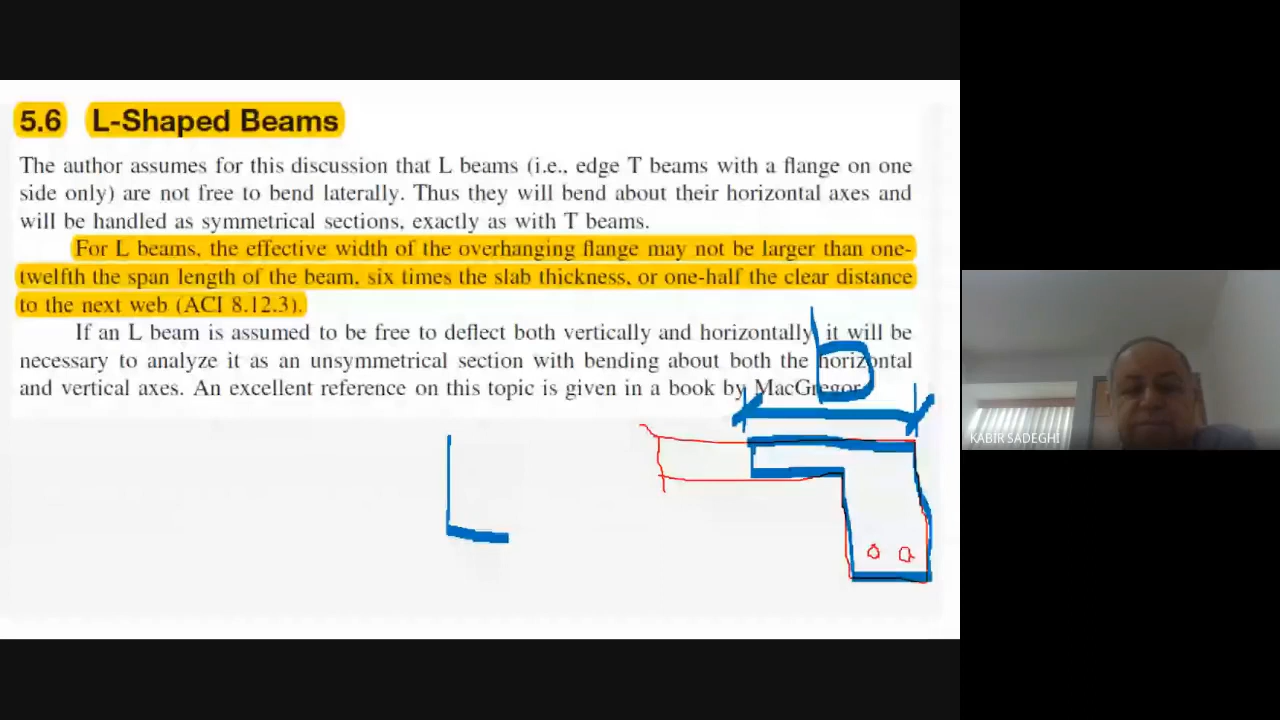 5.6 L-Shaped Beams
The author assumes for this discussion that L beams (i.e., edge T beams with a flange on one
side only) are not free to bend laterally. Thus they will bend about their horizontal axes and
will be handled as symmetrical sections, exactly as with T beams.
For L beams, the effective width of the overhanging flange may not be larger than one-
twelfth the span length of the beam, six times the slab thickness, or one-half the clear distance
to the next web (ACI 8.12.3).
If an L beam is assumed to be free to deflect both vertically and horizontally, it will be
necessary to analyze it as an unsymmetrical section with bending about both the horizontal
and vertical axes. An excellent reference on this topic is given in a book by MacGregor.
b
L
KABIR SADEGHI